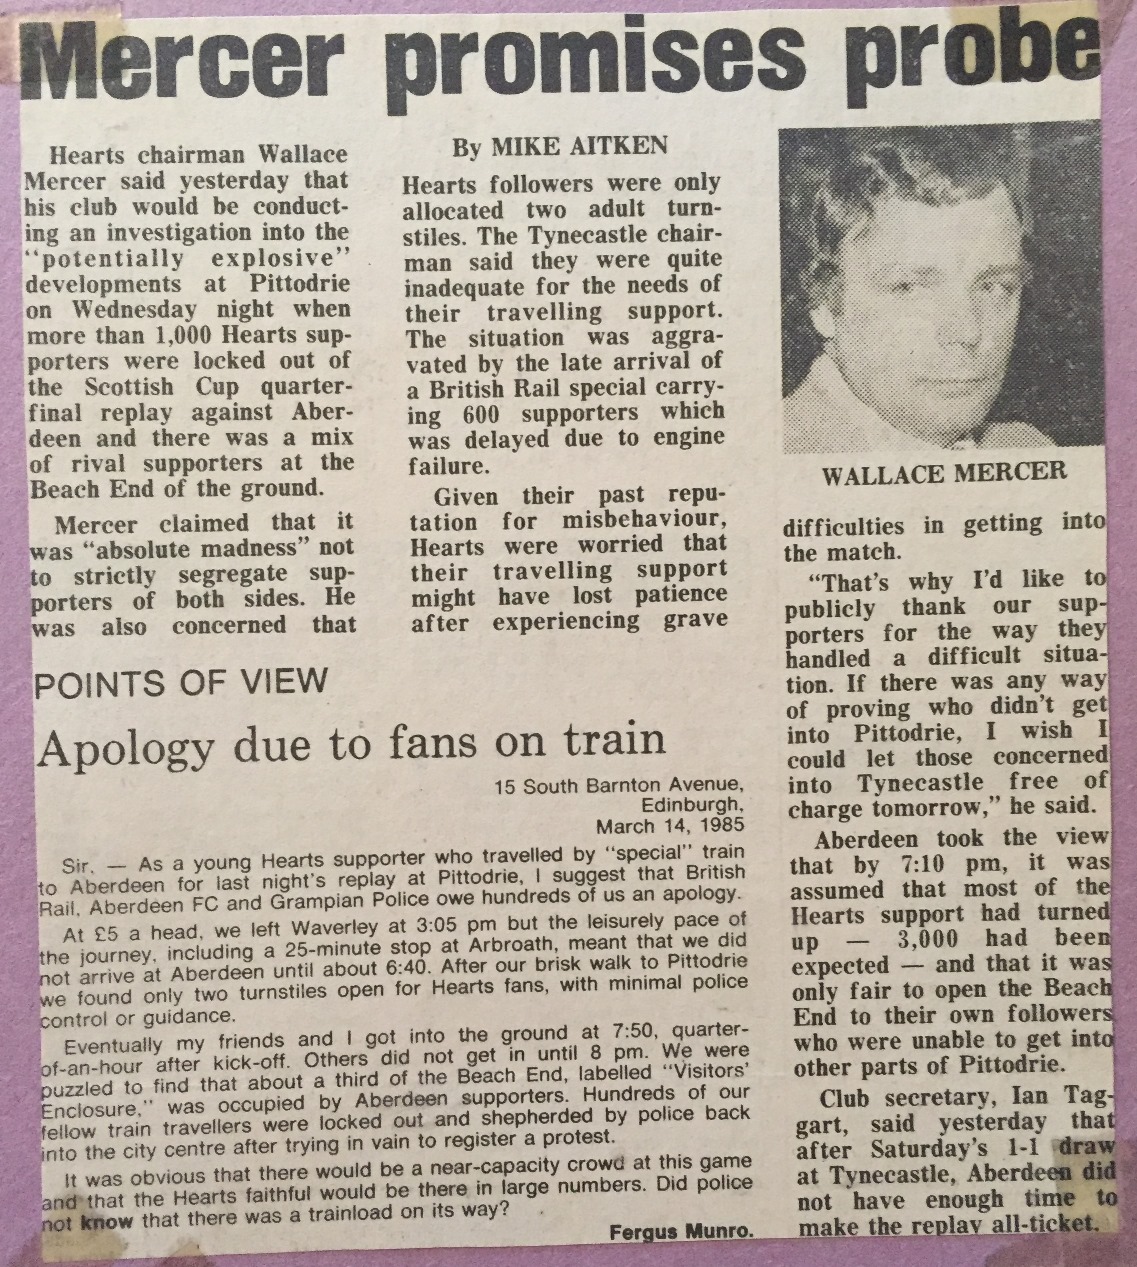 Mercer promises probe
Hearts chairman Wallace
Mercer said yesterday that
his club would be conduct-
ing an investigation into the
"potentially explosive"
developments at Pittodrie
on Wednesday night when
more than 1,000 Hearts sup-
porters were locked out of
the Scottish Cup quarter-
final replay against Aber-
deen and there was a mix
of rival supporters at the
Beach End of the ground.
Mercer claimed that it
was "absolute madness" not
to strictly segregate sup-
porters of both sides. He
was also concerned that
By MIKE AITKEN
Hearts followers were only
allocated two adult turn-
stiles. The Tynecastle chair-
man said they were quite
inadequate for the needs of
their travelling support.
The situation was aggra-
vated by the late arrival of
a British Rail special carry-
ing 600 supporters which
was delayed due to engine
failure.
Given their past repu-
tation for misbehaviour,
Hearts were worried that
their travelling support
might have lost patience
after experiencing grave
WALLACE MERCER
difficulties in getting into
the match.
"That's why I'd like to
publicly thank our sup-
porters for the way they
handled a difficult situa-
tion. If there was any way
of proving who didn't get
into Pittodrie, I wish I
could let those concerned
into Tynecastle free of
charge tomorrow," he said.
Aberdeen took the view
that by 7:10 pm, it was
assumed that most of the
Hearts support had turned
up — 3,000 had been
expected — and that it was
only fair to open the Beach
End to their own followers
who were unable to get into
other parts of Pittodrie.
Club secretary, Ian Tag-
gart, said yesterday that
after Saturday's 1-1 draw
at Tynecastle, Aberdeen did
not have enough time to
make the replay all-ticket.
POINTS OF VIEW
Apology due to fans on train
15 South Barnton Avenue,
Edinburgh,
March 14, 1985
Sir. — As a young Hearts supporter who travelled by "special" train
to Aberdeen for last night's replay at Pittodrie, I suggest that British
Rail, Aberdeen FC and Grampian Police owe hundreds of us an apology.
At £5 a head, we left Waverley at 3:05 pm but the leisurely pace of
the journey, including a 25-minute stop at Arbroath, meant that we did
not arrive at Aberdeen until about 6:40. After our brisk walk to Pittodrie
we found only two turnstiles open for Hearts fans, with minimal police
control or guidance.
Eventually my friends and I got into the ground at 7:50, quarter-
of-an-hour after kick-off. Others did not get in until 8 pm. We were
puzzled to find that about a third of the Beach End, labelled "Visitors'
Enclosure," was occupied by Aberdeen supporters. Hundreds of our
fellow train travellers were locked out and shepherded by police back
into the city centre after trying in vain to register a protest.
It was obvious that there would be a near-capacity crowd at this game
and that the Hearts faithful would be there in large numbers. Did police
not know that there was a trainload on its way?
Fergus Munro.